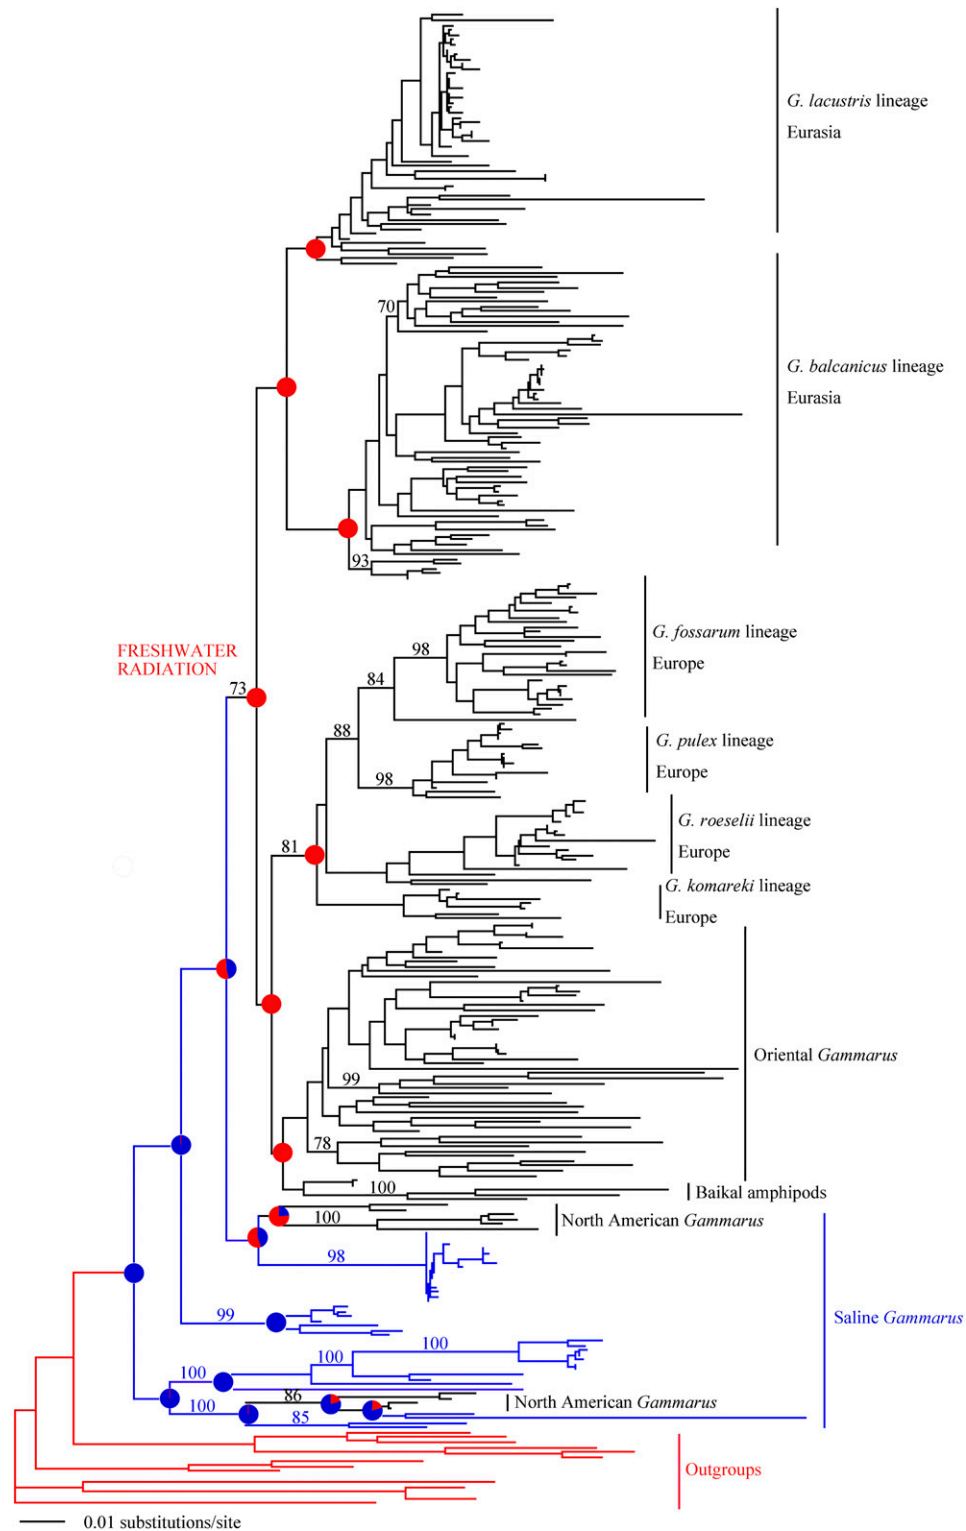 G. lacustris lineage
Eurasia
70
G. balcanicus lineage
Eurasia
93
FRESHWATER
RADIATION
73
98
G. fossarum lineage
Europe
84
88
G. pulex lineage
Europe
98
G. roeselii lineage
Europe
81
G. komareki lineage
Europe
Oriental Gammarus
99
78
100
Baikal amphipods
100
North American Gammarus
98
99
Saline Gammarus
100
100
100
86
North American Gammarus
100
85
Outgroups
0.01 substitutions/site